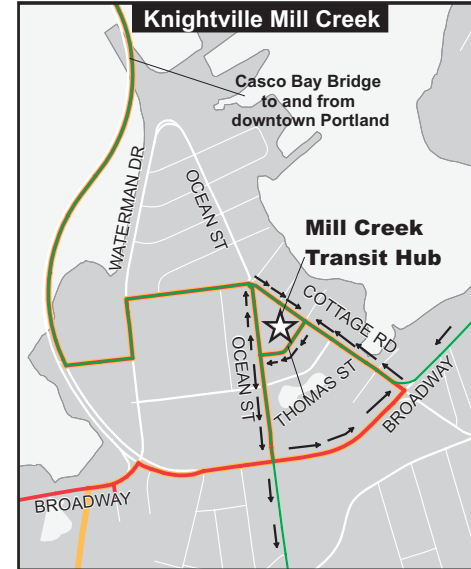 Knightville Mill Creek
Casco Bay Bridge
to and from
downtown Portland
WATERMAN DR
OCEAN ST
Mill Creek
Transit Hub
COTTAGE RD
OCEAN ST
THOMAS ST
BROADWAY
BROADWAY